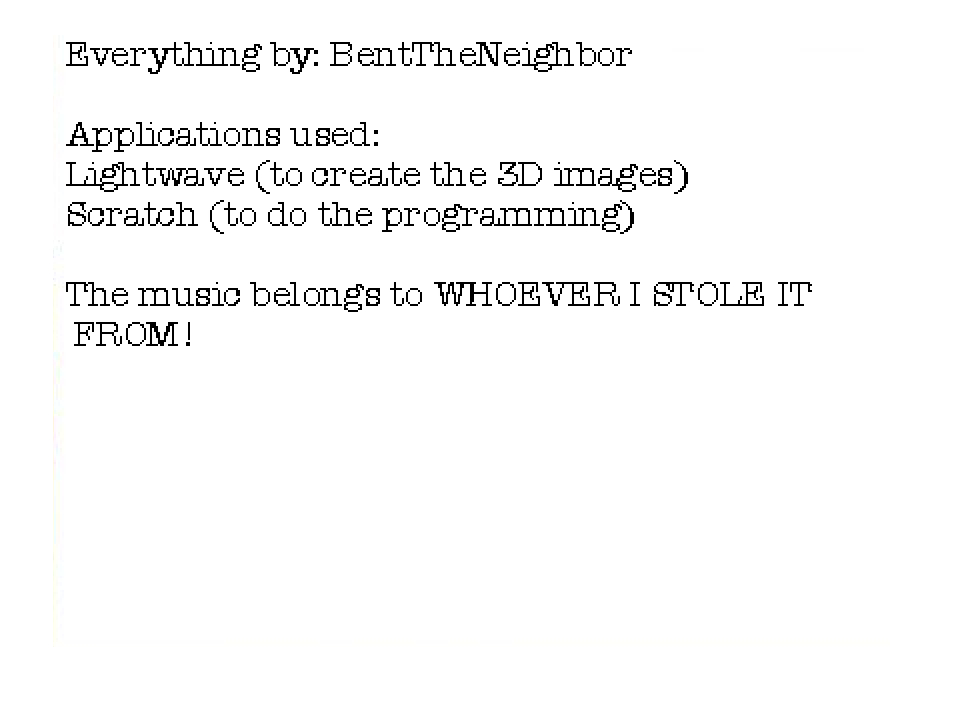 Everything by: BentTheNeighbor
Applications used:
Lightwave (to create the 3D images)
Scratch (to do the programming)
The music belongs to WHOEVER I STOLE IT
FROM!